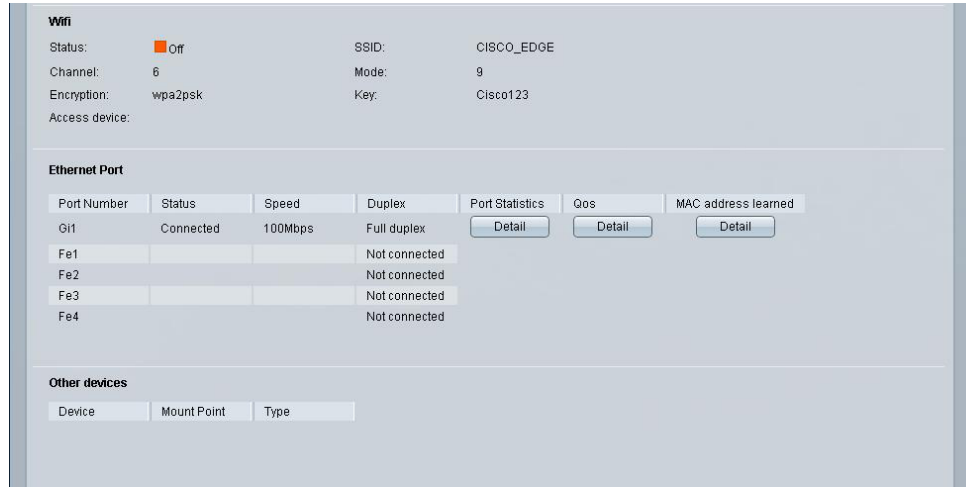 Wifi
Status: Off SSID: CISCO_EDGE
Channel: 6 Mode: 9
Encryption: wpa2psk Key: Cisco123
Access device:
Ethernet Port
Port Number Status Speed Duplex Port Statistics Qos MAC address learned
Gi1 Connected 100Mbps Full duplex Detail Detail Detail
Fe1 Not connected
Fe2 Not connected
Fe3 Not connected
Fe4 Not connected
Other devices
Device Mount Point Type